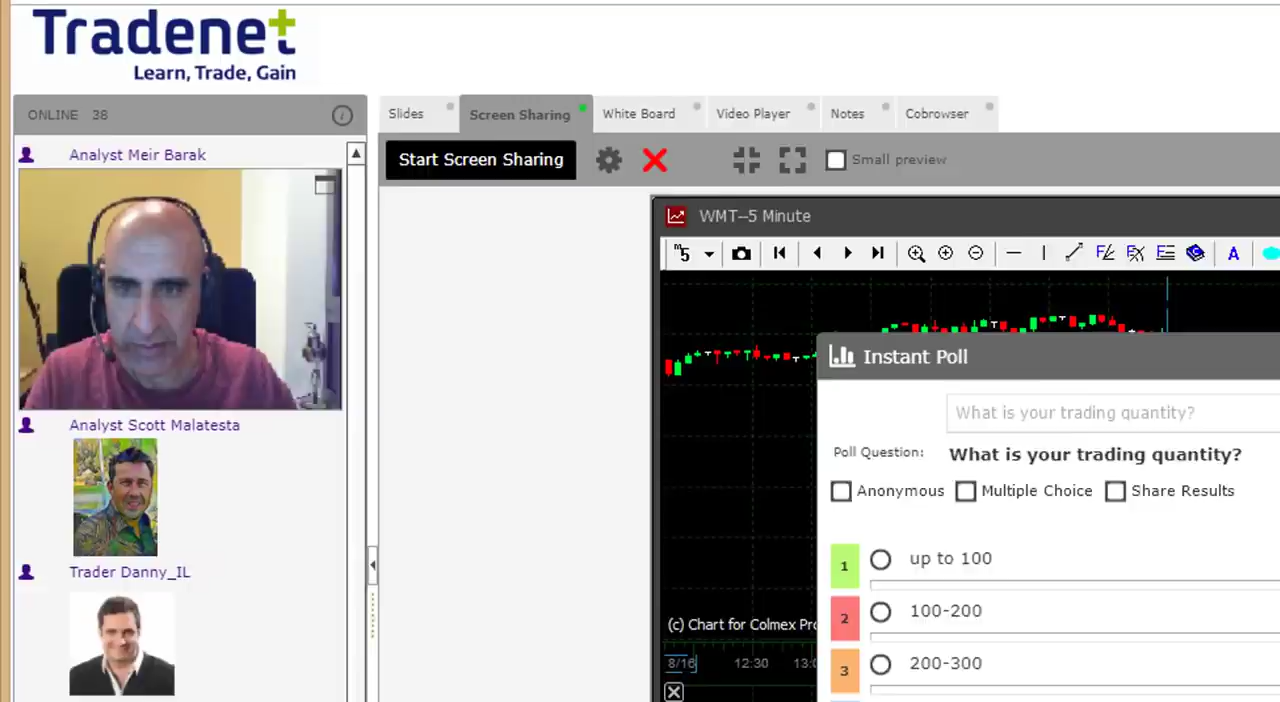 Tradenet
Learn, Trade, Gain
ONLINE 38
Slides
Screen Sharing
White Board
Video Player
Notes
Cobrowser
Analyst Meir Barak
Start Screen Sharing
Small preview
WMT--5 Minute
m5
A
Instant Poll
What is your trading quantity?
Analyst Scott Malatesta
Poll Question: What is your trading quantity?
Anonymous
Multiple Choice
Share Results
1 up to 100
Trader Danny_IL
2 100-200
(c) Chart for Colmex Pro
8/16 12:30
3 200-300